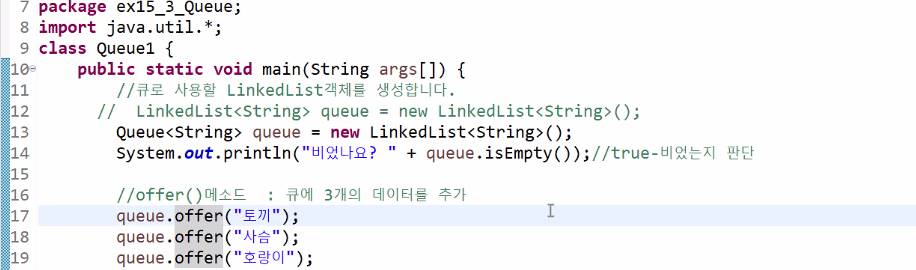 7 package ex15_3_Queue;
8 import java.util.*;
9 class Queue1 {
10 public static void main(String args[]) {
11 //큐로 사용할 LinkedList객체를 생성합니다.
12 // LinkedList<String> queue = new LinkedList<String>();
13 Queue<String> queue = new LinkedList<String>();
14 System.out.println("비었나요? " + queue.isEmpty());//true-비었는지 판단
15
16 //offer()메소드 : 큐에 3개의 데이터를 추가
17 queue.offer("토끼");
18 queue.offer("사슴");
19 queue.offer("호랑이");